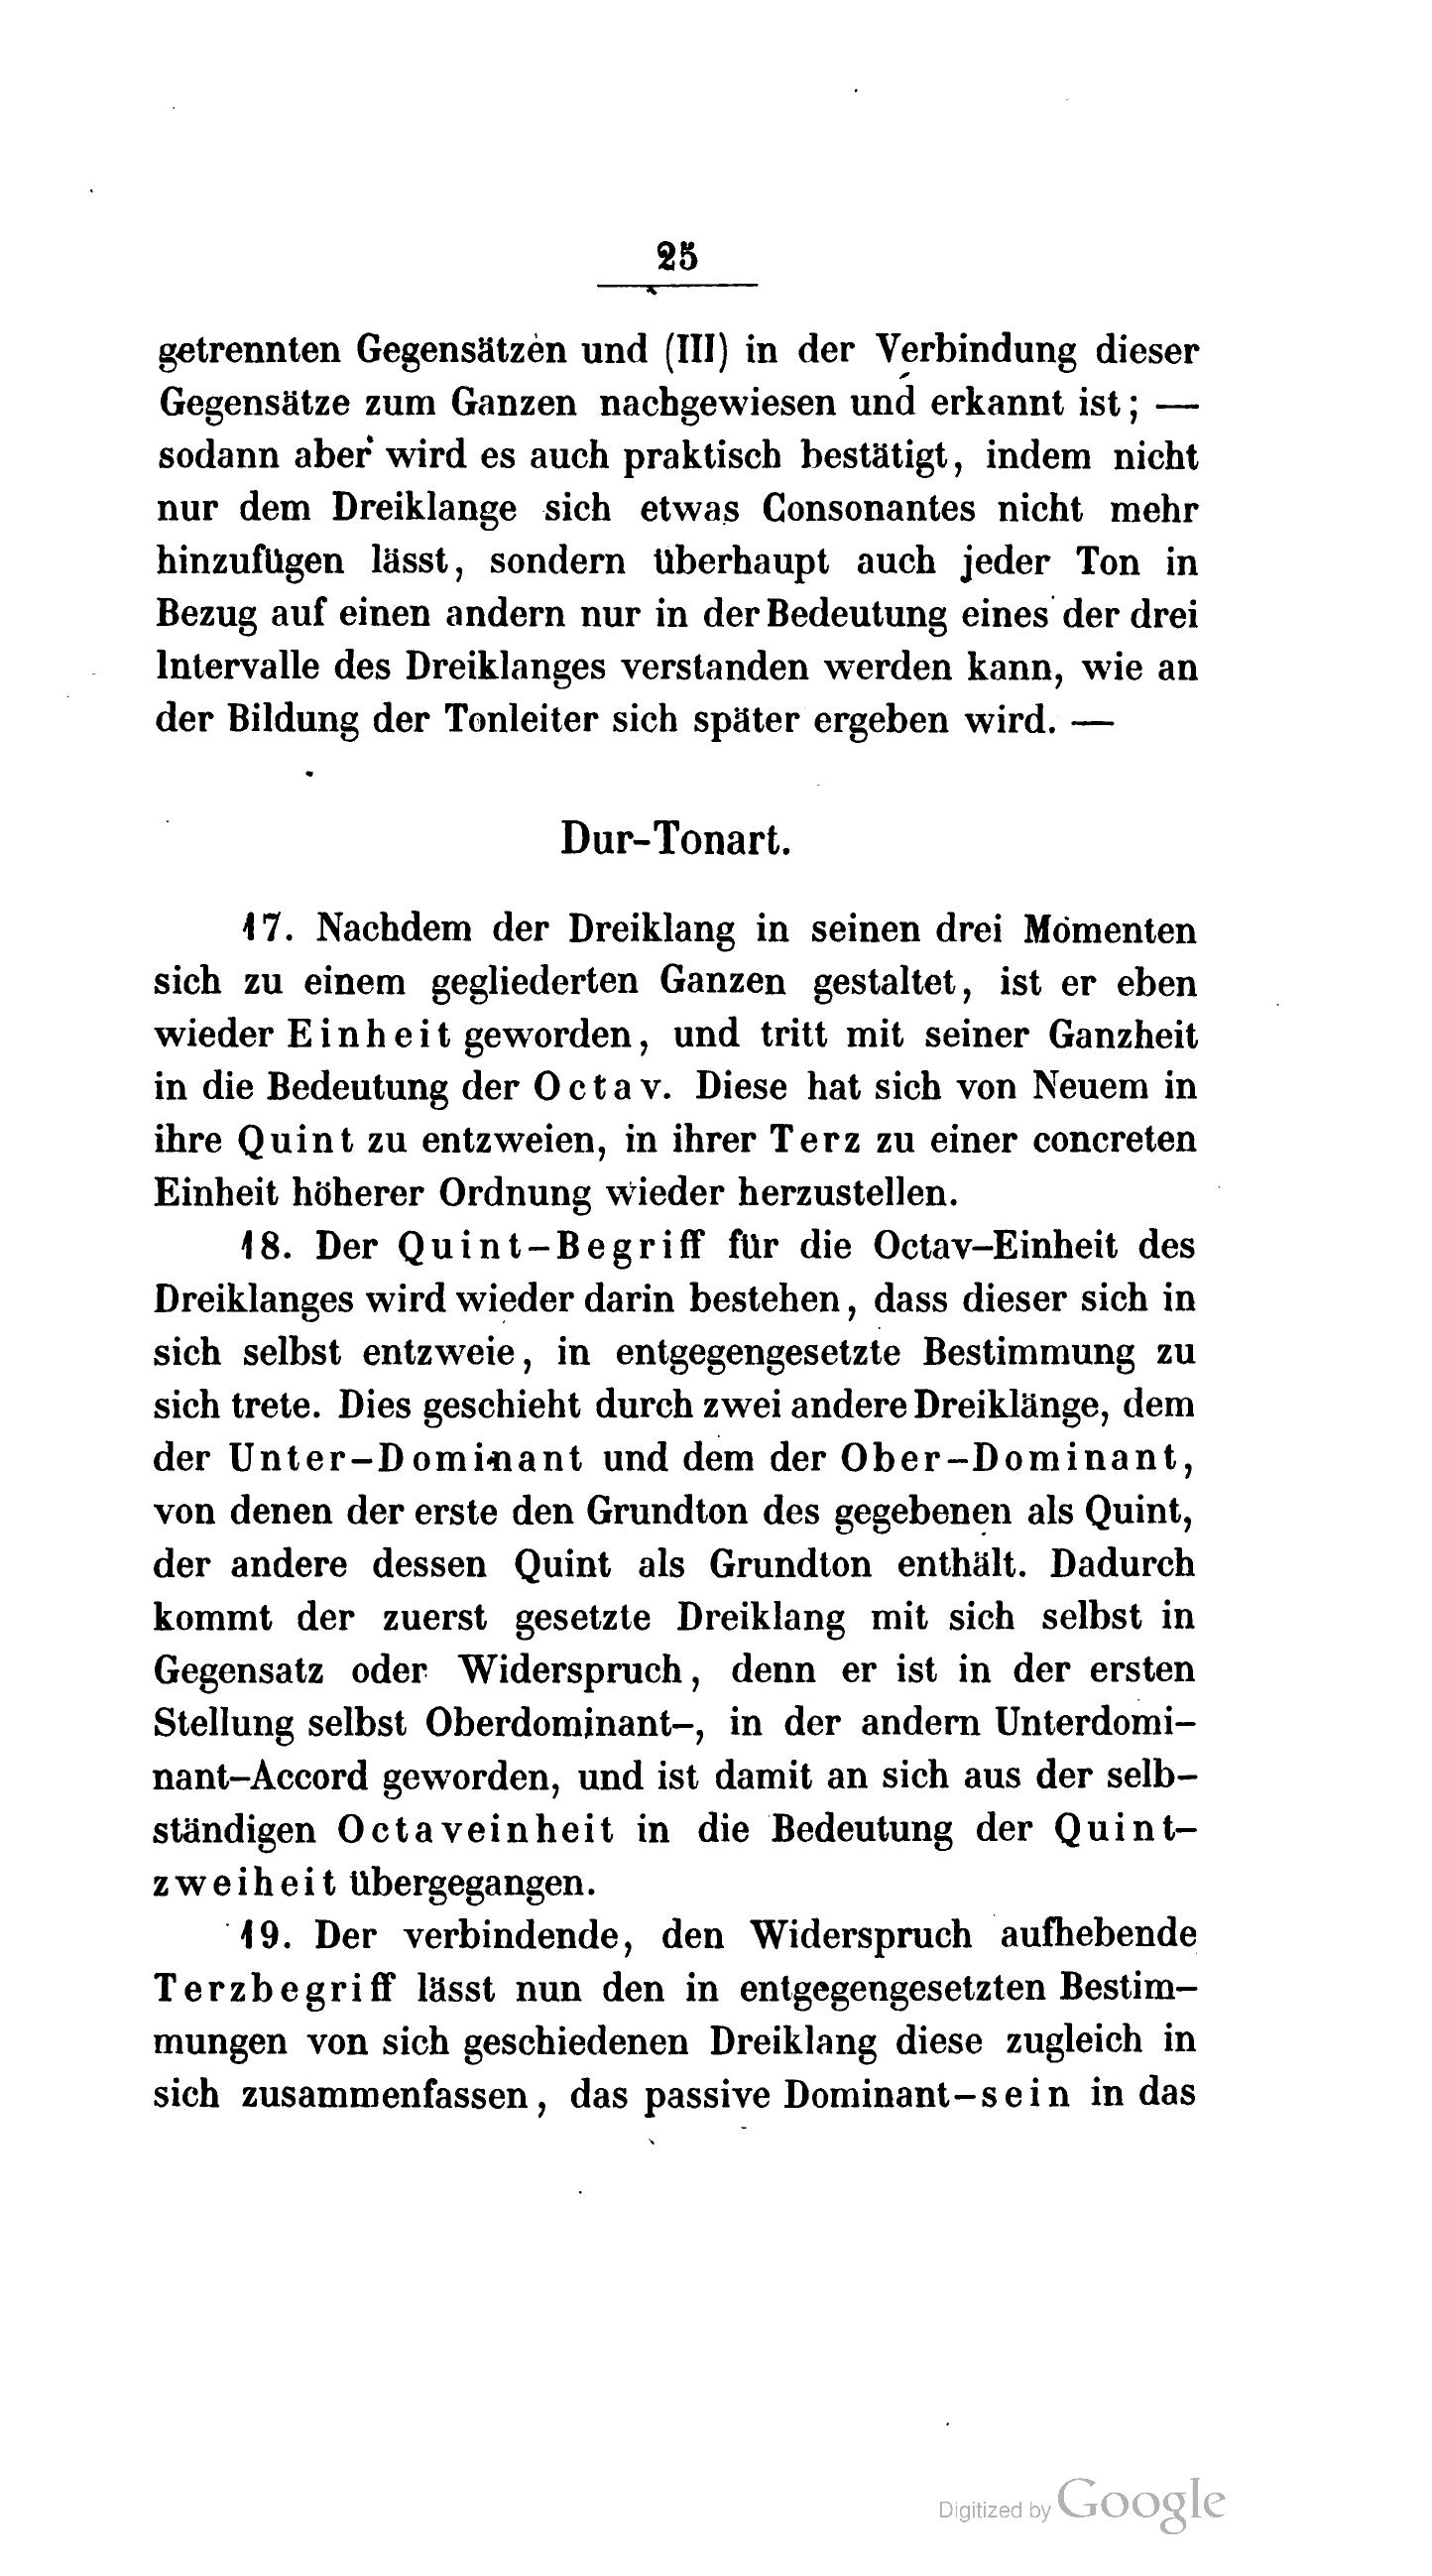 25
getrennten Gegensätzen und (III) in der Verbindung dieser
Gegensätze zum Ganzen nachgewiesen und erkannt ist; —
sodann aber wird es auch praktisch bestätigt, indem nicht
nur dem Dreiklange sich etwas Consonantes nicht mehr
hinzufügen lässt, sondern überhaupt auch jeder Ton in
Bezug auf einen andern nur in der Bedeutung eines der drei
Intervalle des Dreiklanges verstanden werden kann, wie an
der Bildung der Tonleiter sich später ergeben wird. —
Dur-Tonart.
17. Nachdem der Dreiklang in seinen drei Momenten
sich zu einem gegliederten Ganzen gestaltet, ist er eben
wieder Einheit geworden, und tritt mit seiner Ganzheit
in die Bedeutung der Octav. Diese hat sich von Neuem in
ihre Quint zu entzweien, in ihrer Terz zu einer concreten
Einheit höherer Ordnung wieder herzustellen.
18. Der Quint-Begriff für die Octav-Einheit des
Dreiklanges wird wieder darin bestehen, dass dieser sich in
sich selbst entzweie, in entgegengesetzte Bestimmung zu
sich trete. Dies geschieht durch zwei andere Dreiklänge, dem
der Unter-Dominant und dem der Ober-Dominant,
von denen der erste den Grundton des gegebenen als Quint,
der andere dessen Quint als Grundton enthält. Dadurch
kommt der zuerst gesetzte Dreiklang mit sich selbst in
Gegensatz oder Widerspruch, denn er ist in der ersten
Stellung selbst Oberdominant-, in der andern Unterdomi-
nant-Accord geworden, und ist damit an sich aus der selb-
ständigen Octaveinheit in die Bedeutung der Quint-
zweiheit übergegangen.
19. Der verbindende, den Widerspruch aufhebende
Terzbegriff lässt nun den in entgegengesetzten Bestim-
mungen von sich geschiedenen Dreiklang diese zugleich in
sich zusammenfassen, das passive Dominant-sein in das
Digitized by Google